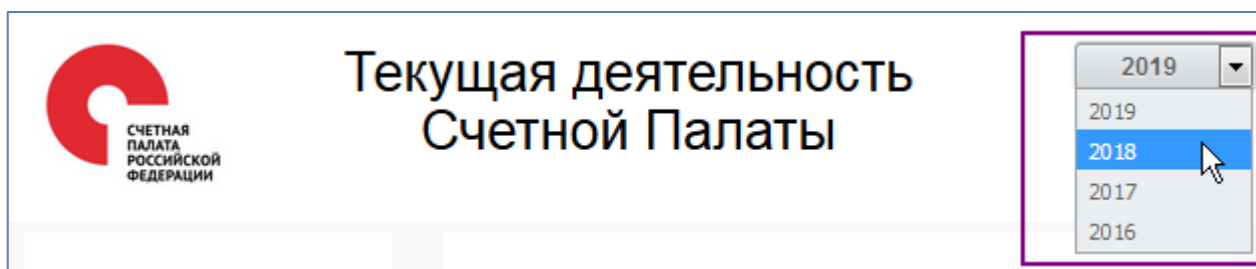 Текущая деятельность
Счетной Палаты
СЧЕТНАЯ
ПАЛАТА
РОССИЙСКОЙ
ФЕДЕРАЦИИ
2019
2019
2018
2017
2016